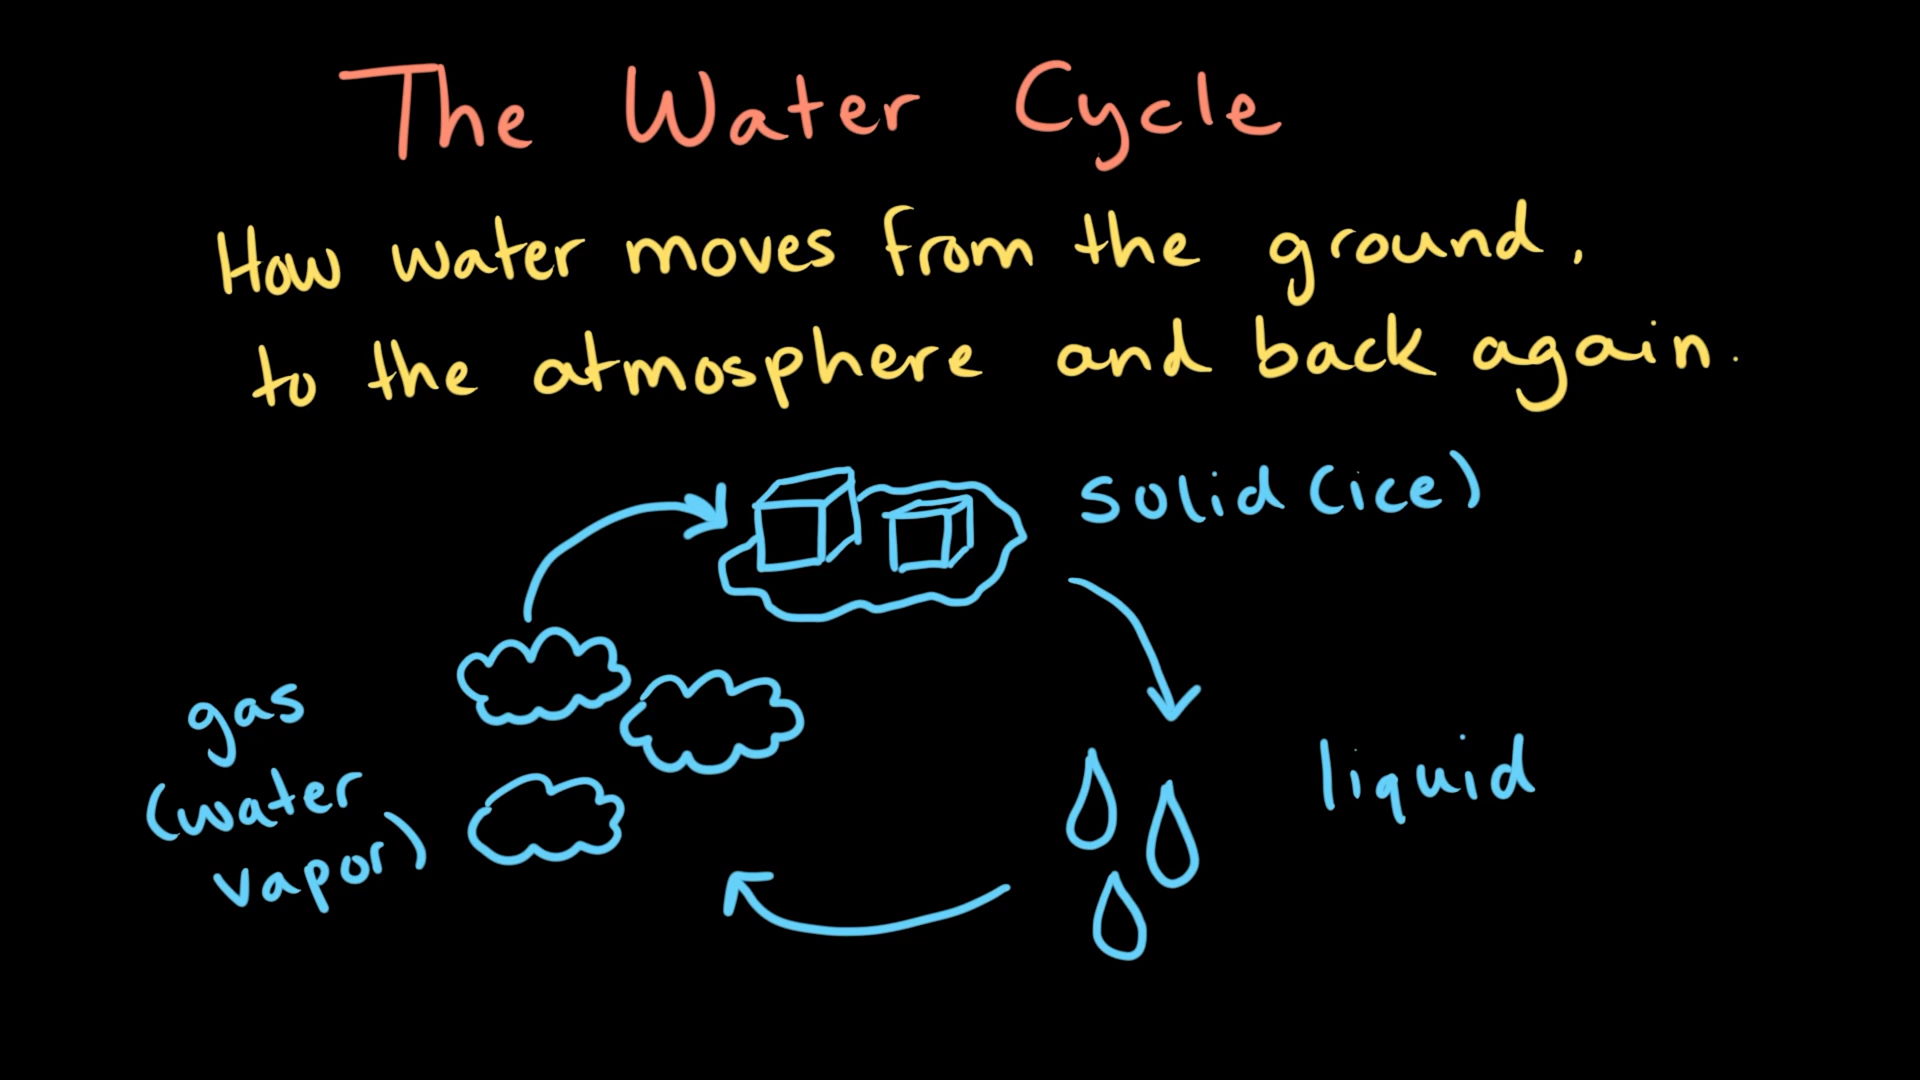 The Water Cycle
How water moves from the ground,
to the atmosphere and back again.
solid (ice)
gas
(water
vapor)
liquid